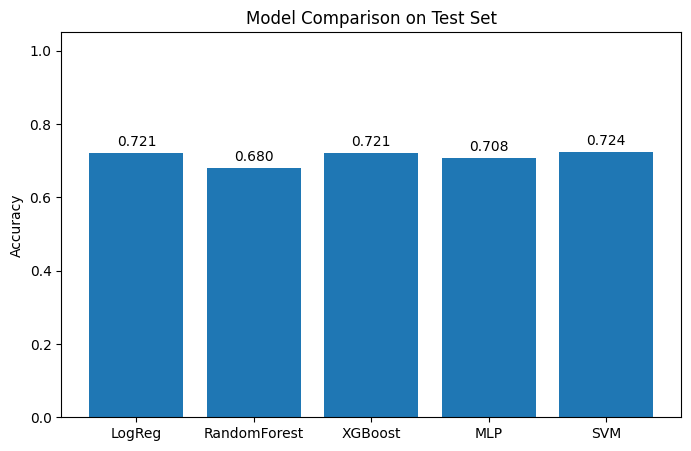 Model Comparison on Test Set
1.0
0.8
0.6
0.4
0.2
0.0
Accuracy
0.721
0.680
0.721
0.708
0.724
LogReg
RandomForest
XGBoost
MLP
SVM